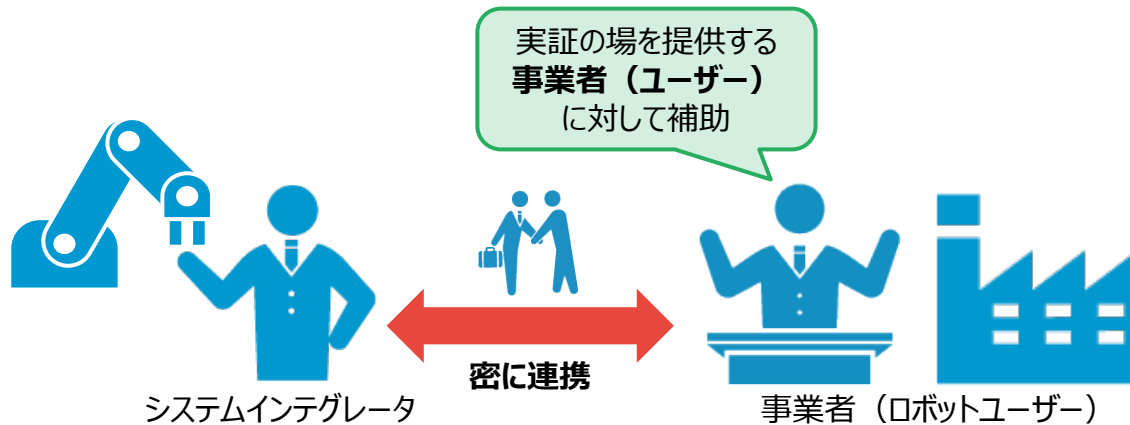 実証の場を提供する
事業者（ユーザー）
に対して補助
密に連携
システムインテグレータ
事業者（ロボットユーザー）